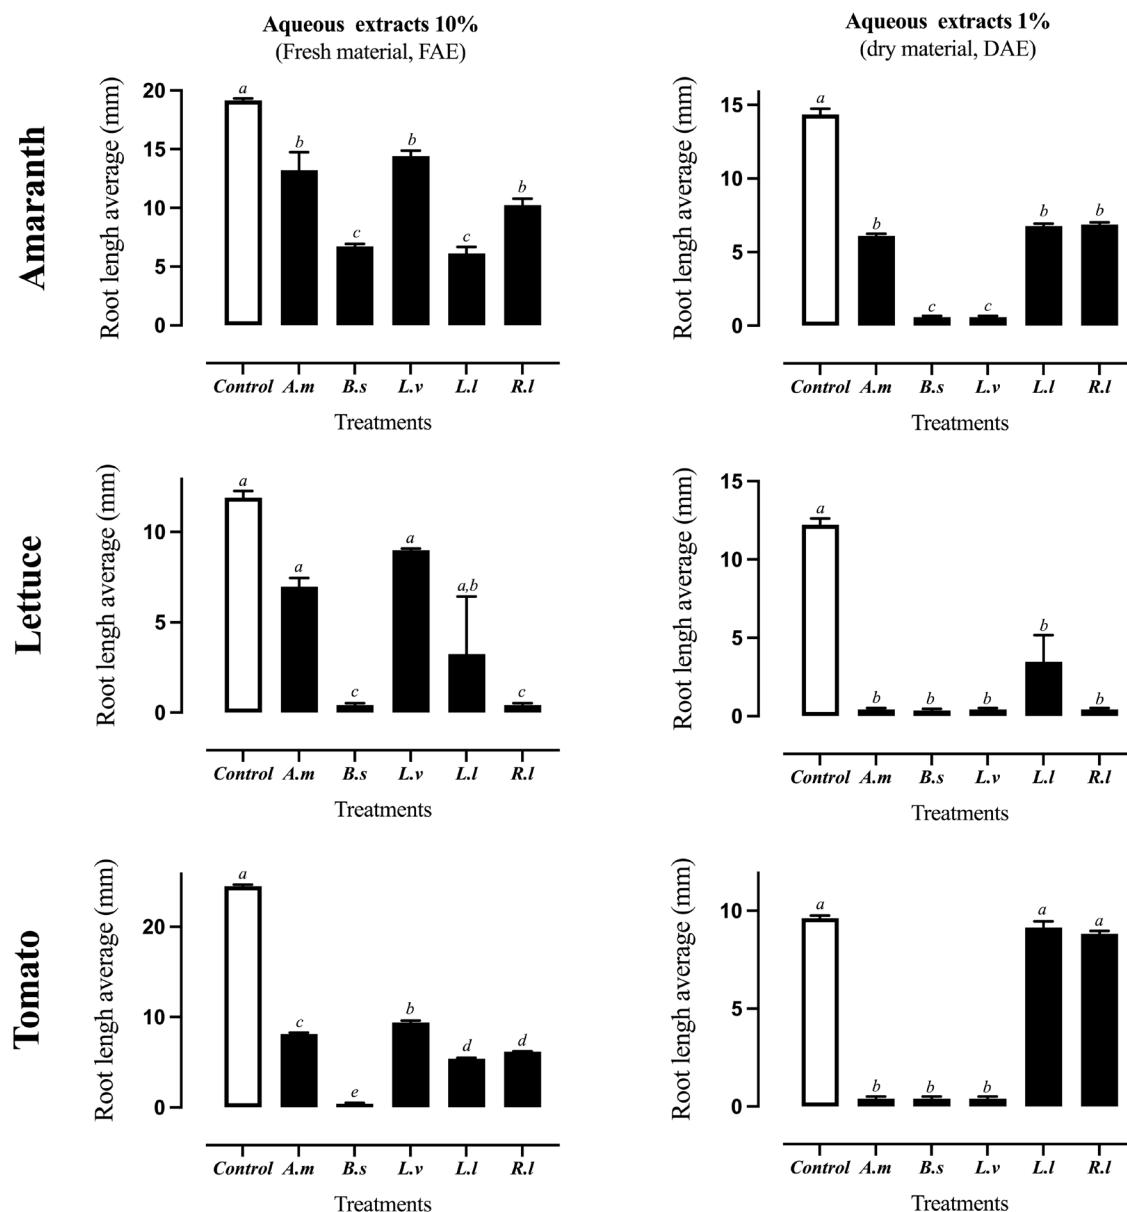 Aqueous extracts 10%
(Fresh material, FAE)
Aqueous extracts 1%
(dry material, DAE)
Amaranth
Root lengh average (mm)
20
15
10
5
0
a
b
c
b
c
b
Control A.m B.s L.v L.l R.l
Treatments
Root lengh average (mm)
15
10
5
0
a
b
c
c
b
b
Control A.m B.s L.v L.l R.l
Treatments
Lettuce
Root lengh average (mm)
10
5
0
a
a
c
a
a,b
c
Control A.m B.s L.v L.l R.l
Treatments
Root lengh average (mm)
15
10
5
0
a
b
b
b
b
b
Control A.m B.s L.v L.l R.l
Treatments
Tomato
Root lengh average (mm)
20
10
0
a
c
e
b
d
d
Control A.m B.s L.v L.l R.l
Treatments
Root lengh average (mm)
10
5
0
a
b
b
b
a
a
Control A.m B.s L.v L.l R.l
Treatments